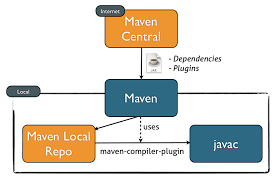 Internet
Maven
Central
- Dependencies
- Plugins
Local
Maven
uses
Maven Local
Repo
maven-compiler-plugin
javac